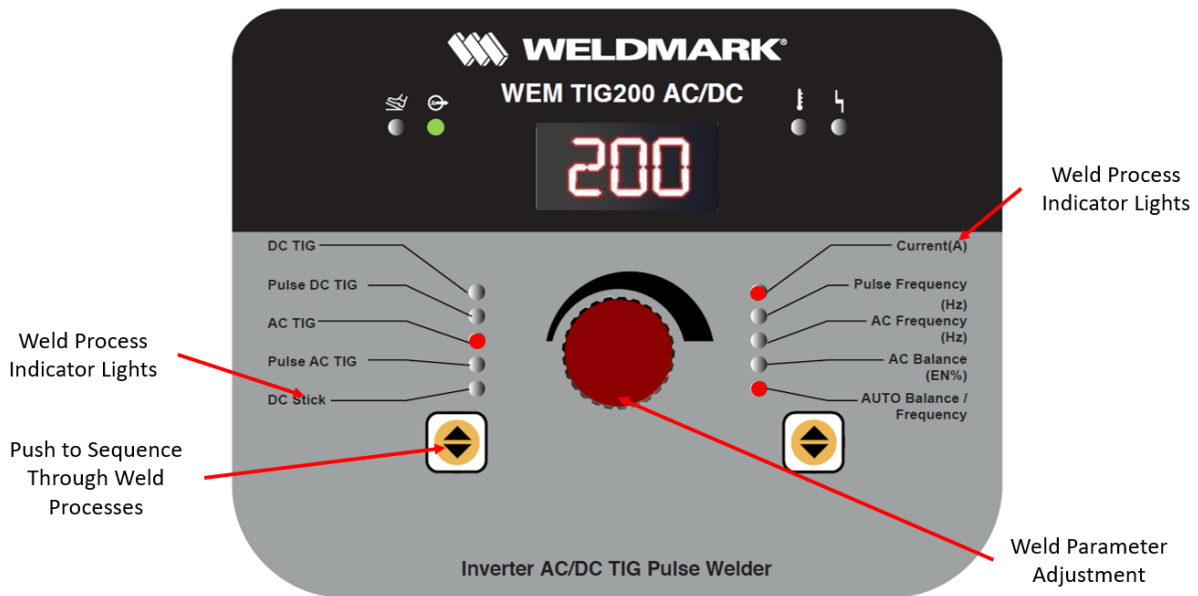 WELDMARK®
WEM TIG200 AC/DC
200
Weld Process
Indicator Lights
DC TIG
Pulse DC TIG
AC TIG
Pulse AC TIG
DC Stick
Current(A)
Pulse Frequency
(Hz)
AC Frequency
(Hz)
AC Balance
(EN%)
AUTO Balance /
Frequency
Weld Process
Indicator Lights
Push to Sequence
Through Weld
Processes
Weld Parameter
Adjustment
Inverter AC/DC TIG Pulse Welder